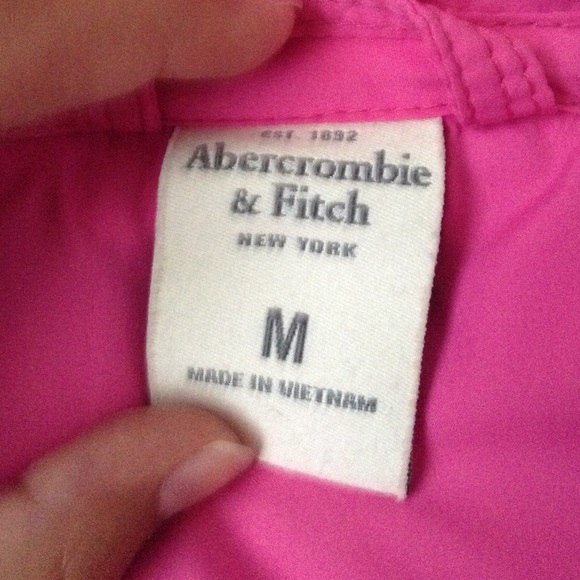 EST. 1892
Abercrombie
& Fitch
NEW YORK
M
MADE IN VIETNAM